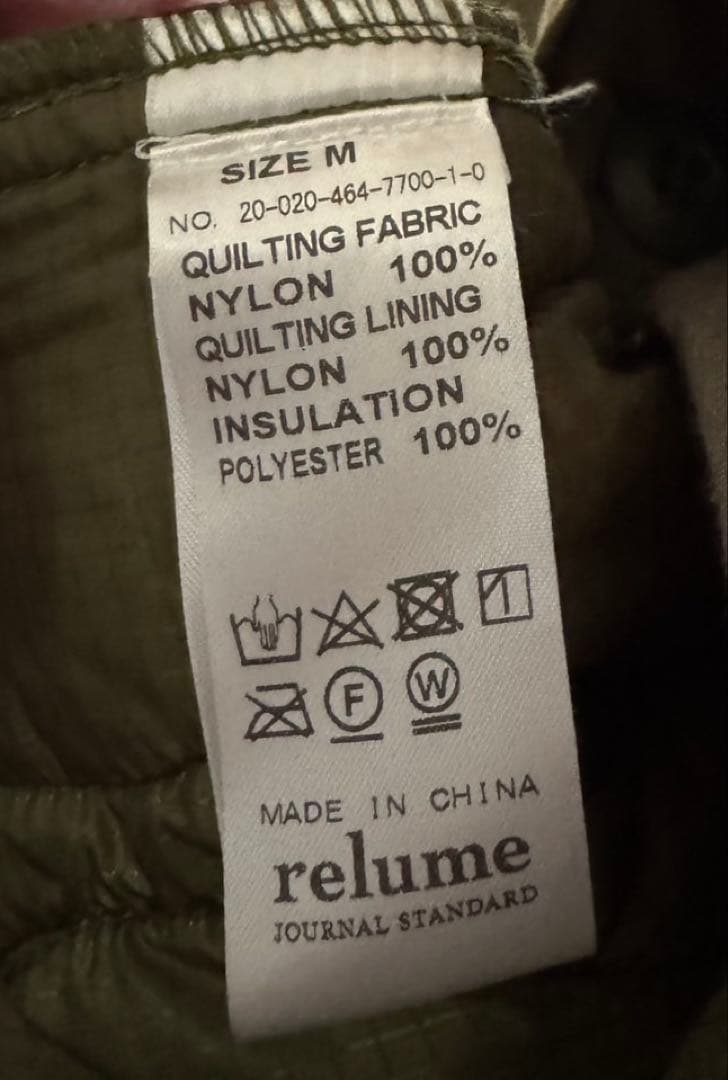 SIZE M
NO. 20-020-464-7700-1-0
QUILTING FABRIC
NYLON 100%
QUILTING LINING
NYLON 100%
INSULATION
POLYESTER 100%
F W
MADE IN CHINA
relume
JOURNAL STANDARD